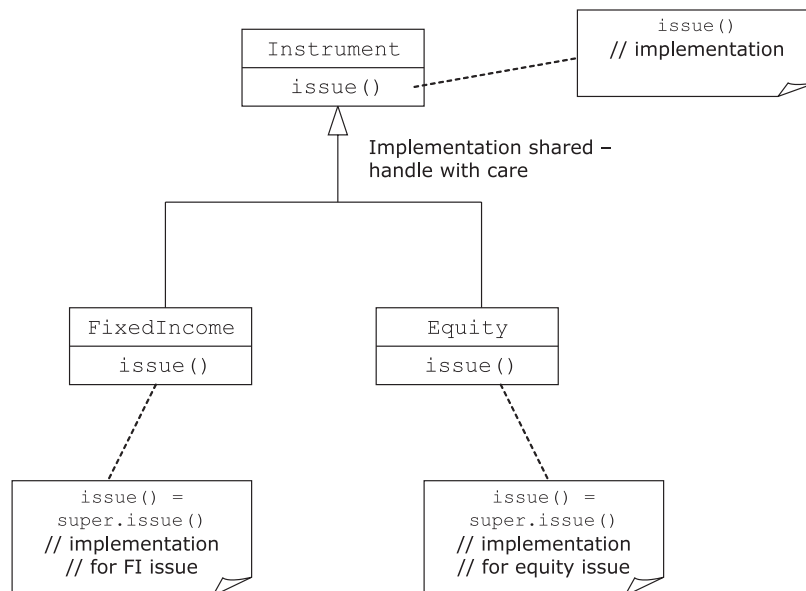 Instrument
issue()
issue()
// implementation
Implementation shared –
handle with care
FixedIncome
issue()
Equity
issue()
issue() =
super.issue()
// implementation
// for FI issue
issue() =
super.issue()
// implementation
// for equity issue